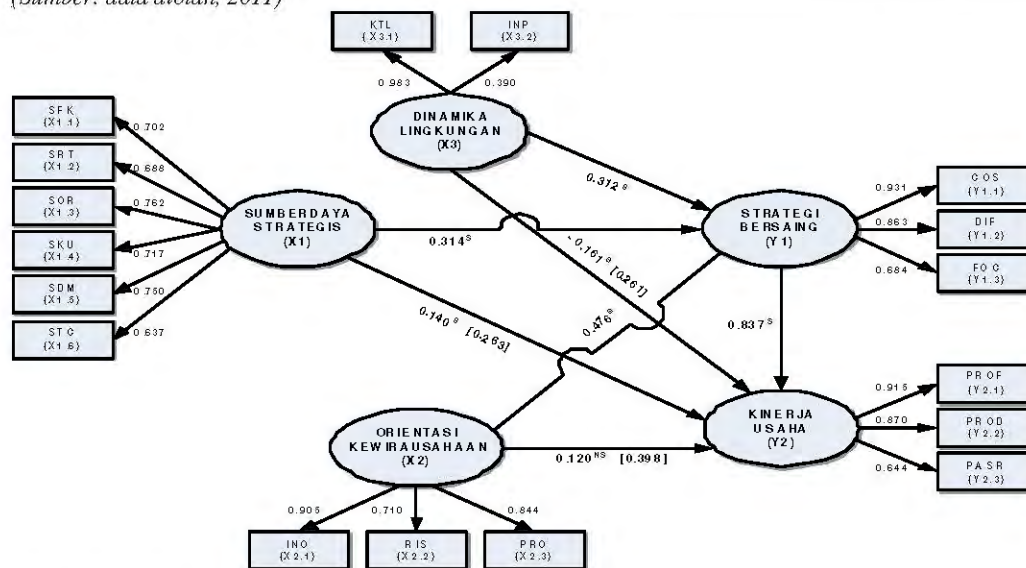 (Sumber: data diolah, 2011)
KTL
{X3.1}
INP
{X3.2}
0.983
0.390
DINAMIKA
LINGKUNGAN
(X3)
SFK
{X1.1}
SRT
{X1.2}
SOR
{X1.3}
SKU
{X1.4}
SDM
{X1.5}
STC
{X1.6}
0.702
0.688
0.762
0.717
0.750
0.637
SUMBERDAYA
STRATEGIS
(X1)
0.312ˢ
0.314ˢ
- 0.161ˢ [0.261]
0.140ˢ [0.263]
0.476ˢ
0.837ˢ
STRATEGI
BERSAING
(Y1)
0.931
0.863
0.684
COS
{Y1.1}
DIF
{Y1.2}
FOC
{Y1.3}
KINERJA
USAHA
(Y2)
0.915
0.870
0.644
PROF
{Y2.1}
PROD
{Y2.2}
PASR
{Y2.3}
ORIENTASI
KEWIRAUSAHAAN
(X2)
0.120ᴺˢ [0.398]
0.905
0.710
0.844
INO
{X2.1}
RIS
{X2.2}
PRO
{X2.3}